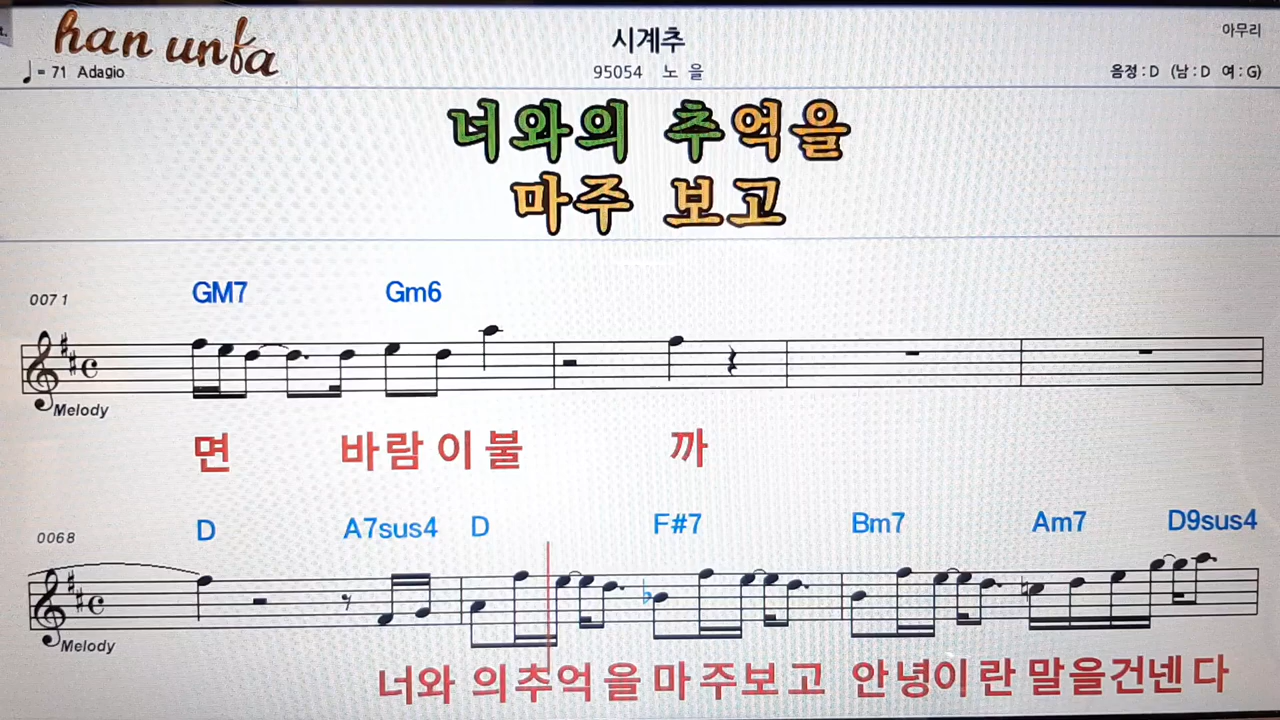 han unfa
시계추
아무리
♩= 71 Adagio
95054 노 을
음정 : D (남 : D 여 : G)
너와의 추억을
마주 보고
0071
GM7 Gm6
Melody
면 바람 이 불 까
0068
D A7sus4 D F#7 Bm7 Am7 D9sus4
Melody
너와 의추억 을 마 주보 고 안녕이 란 말을건넨 다